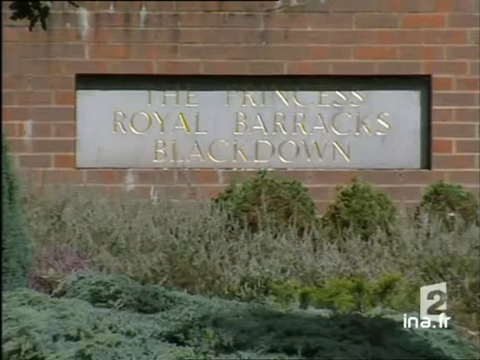 THE PRINCESS
ROYAL BARRACKS
BLACKDOWN
2
ina.fr